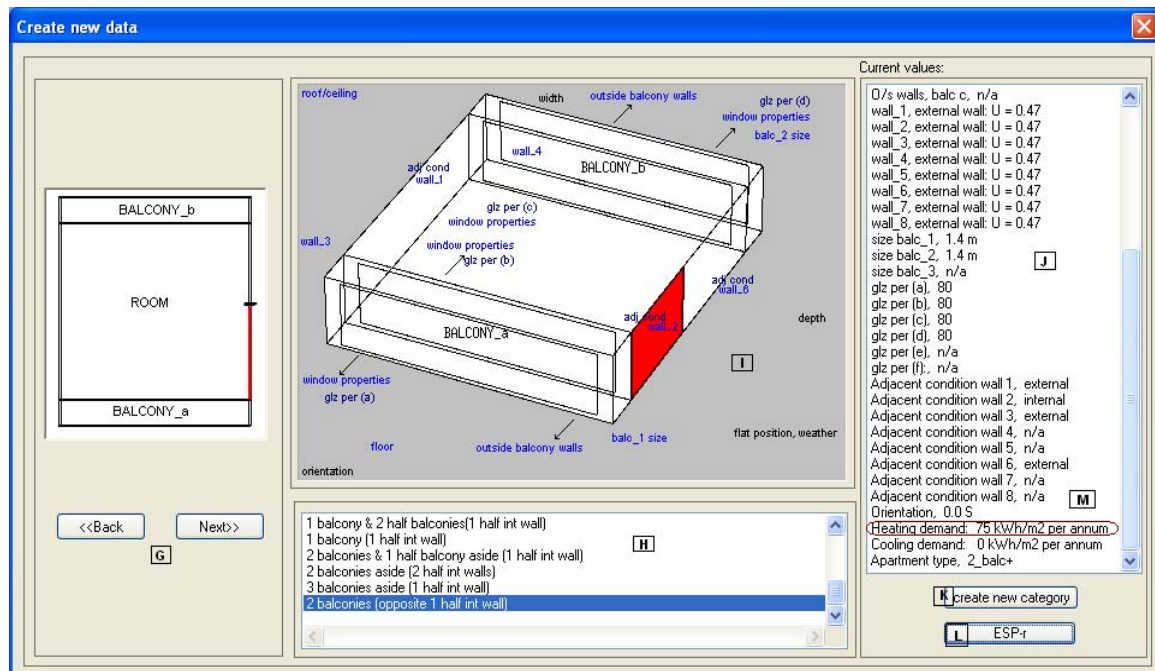 Create new data
BALCONY_b
ROOM
BALCONY_a
<<Back
Next>>
G
roof/ceiling
width
outside balcony walls
glz per (d)
window properties
balc_2 size
wall_4
BALCONY_b
adj cond
wall_1
glz per (c)
window properties
wall_3
window properties
glz per (b)
adj cond
wall_6
adj cond
wall_2
BALCONY_a
depth
I
window properties
glz per (a)
balc_1 size
flat position, weather
floor
outside balcony walls
orientation
1 balcony & 2 half balconies(1 half int wall)
1 balcony (1 half int wall)
2 balconies & 1 half balcony aside (1 half int wall)
2 balconies aside (2 half int walls)
3 balconies aside (1 half int wall)
2 balconies (opposite 1 half int wall)
H
Current values:
O/s walls, balc c, n/a
wall_1, external wall: U = 0.47
wall_2, external wall: U = 0.47
wall_3, external wall: U = 0.47
wall_4, external wall: U = 0.47
wall_5, external wall: U = 0.47
wall_6, external wall: U = 0.47
wall_7, external wall: U = 0.47
wall_8, external wall: U = 0.47
size balc_1, 1.4 m
size balc_2, 1.4 m
size balc_3, n/a
J
glz per (a), 80
glz per (b), 80
glz per (c), 80
glz per (d), 80
glz per (e), n/a
glz per (f):, n/a
Adjacent condition wall 1, external
Adjacent condition wall 2, internal
Adjacent condition wall 3, external
Adjacent condition wall 4, n/a
Adjacent condition wall 5, n/a
Adjacent condition wall 6, external
Adjacent condition wall 7, n/a
Adjacent condition wall 8, n/a
M
Orientation, 0.0 S
Heating demand: 75 kWh/m2 per annum
Cooling demand: 0 kWh/m2 per annum
Apartment type, 2_balc+
K
create new category
L
ESP-r